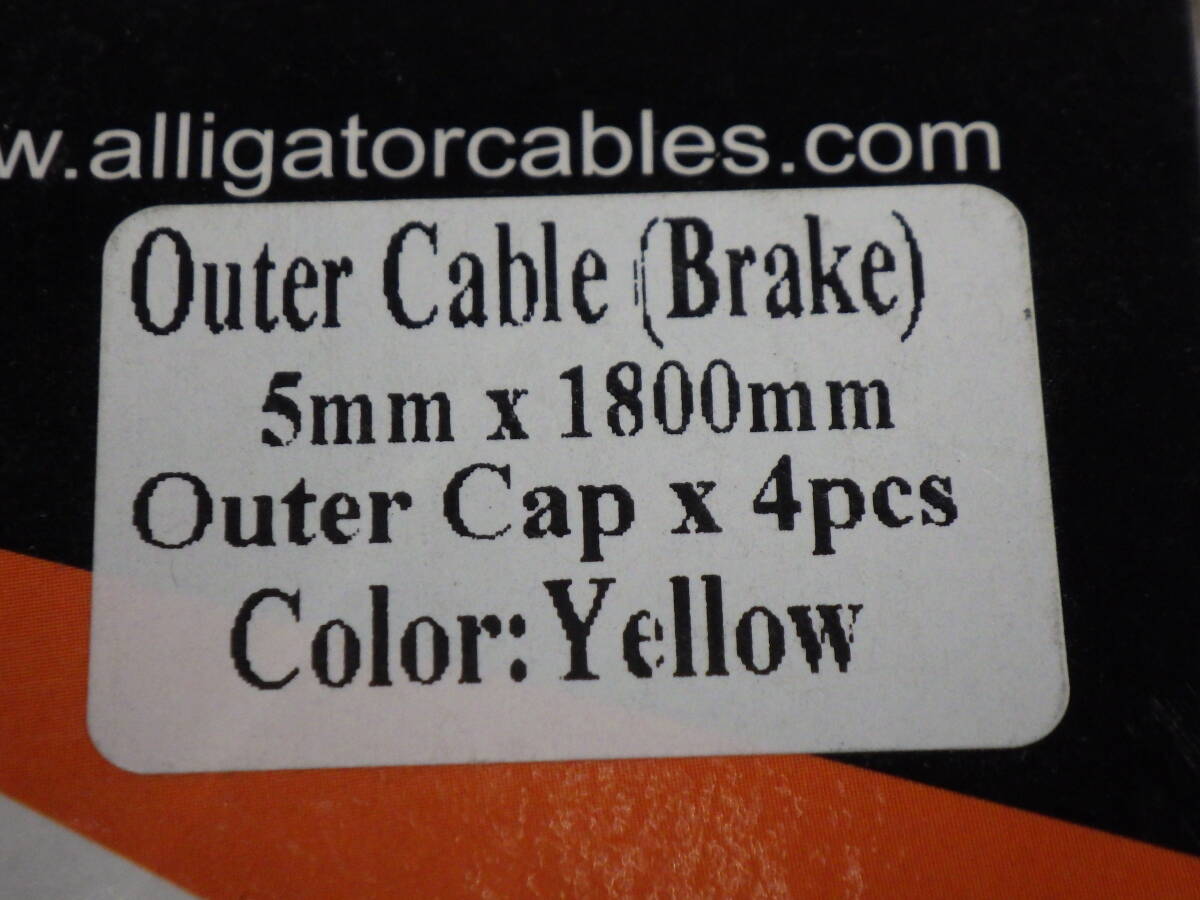 w.alligatorcables.com
Outer Cable (Brake)
5mm x 1800mm
Outer Cap x 4pcs
Color:Yellow